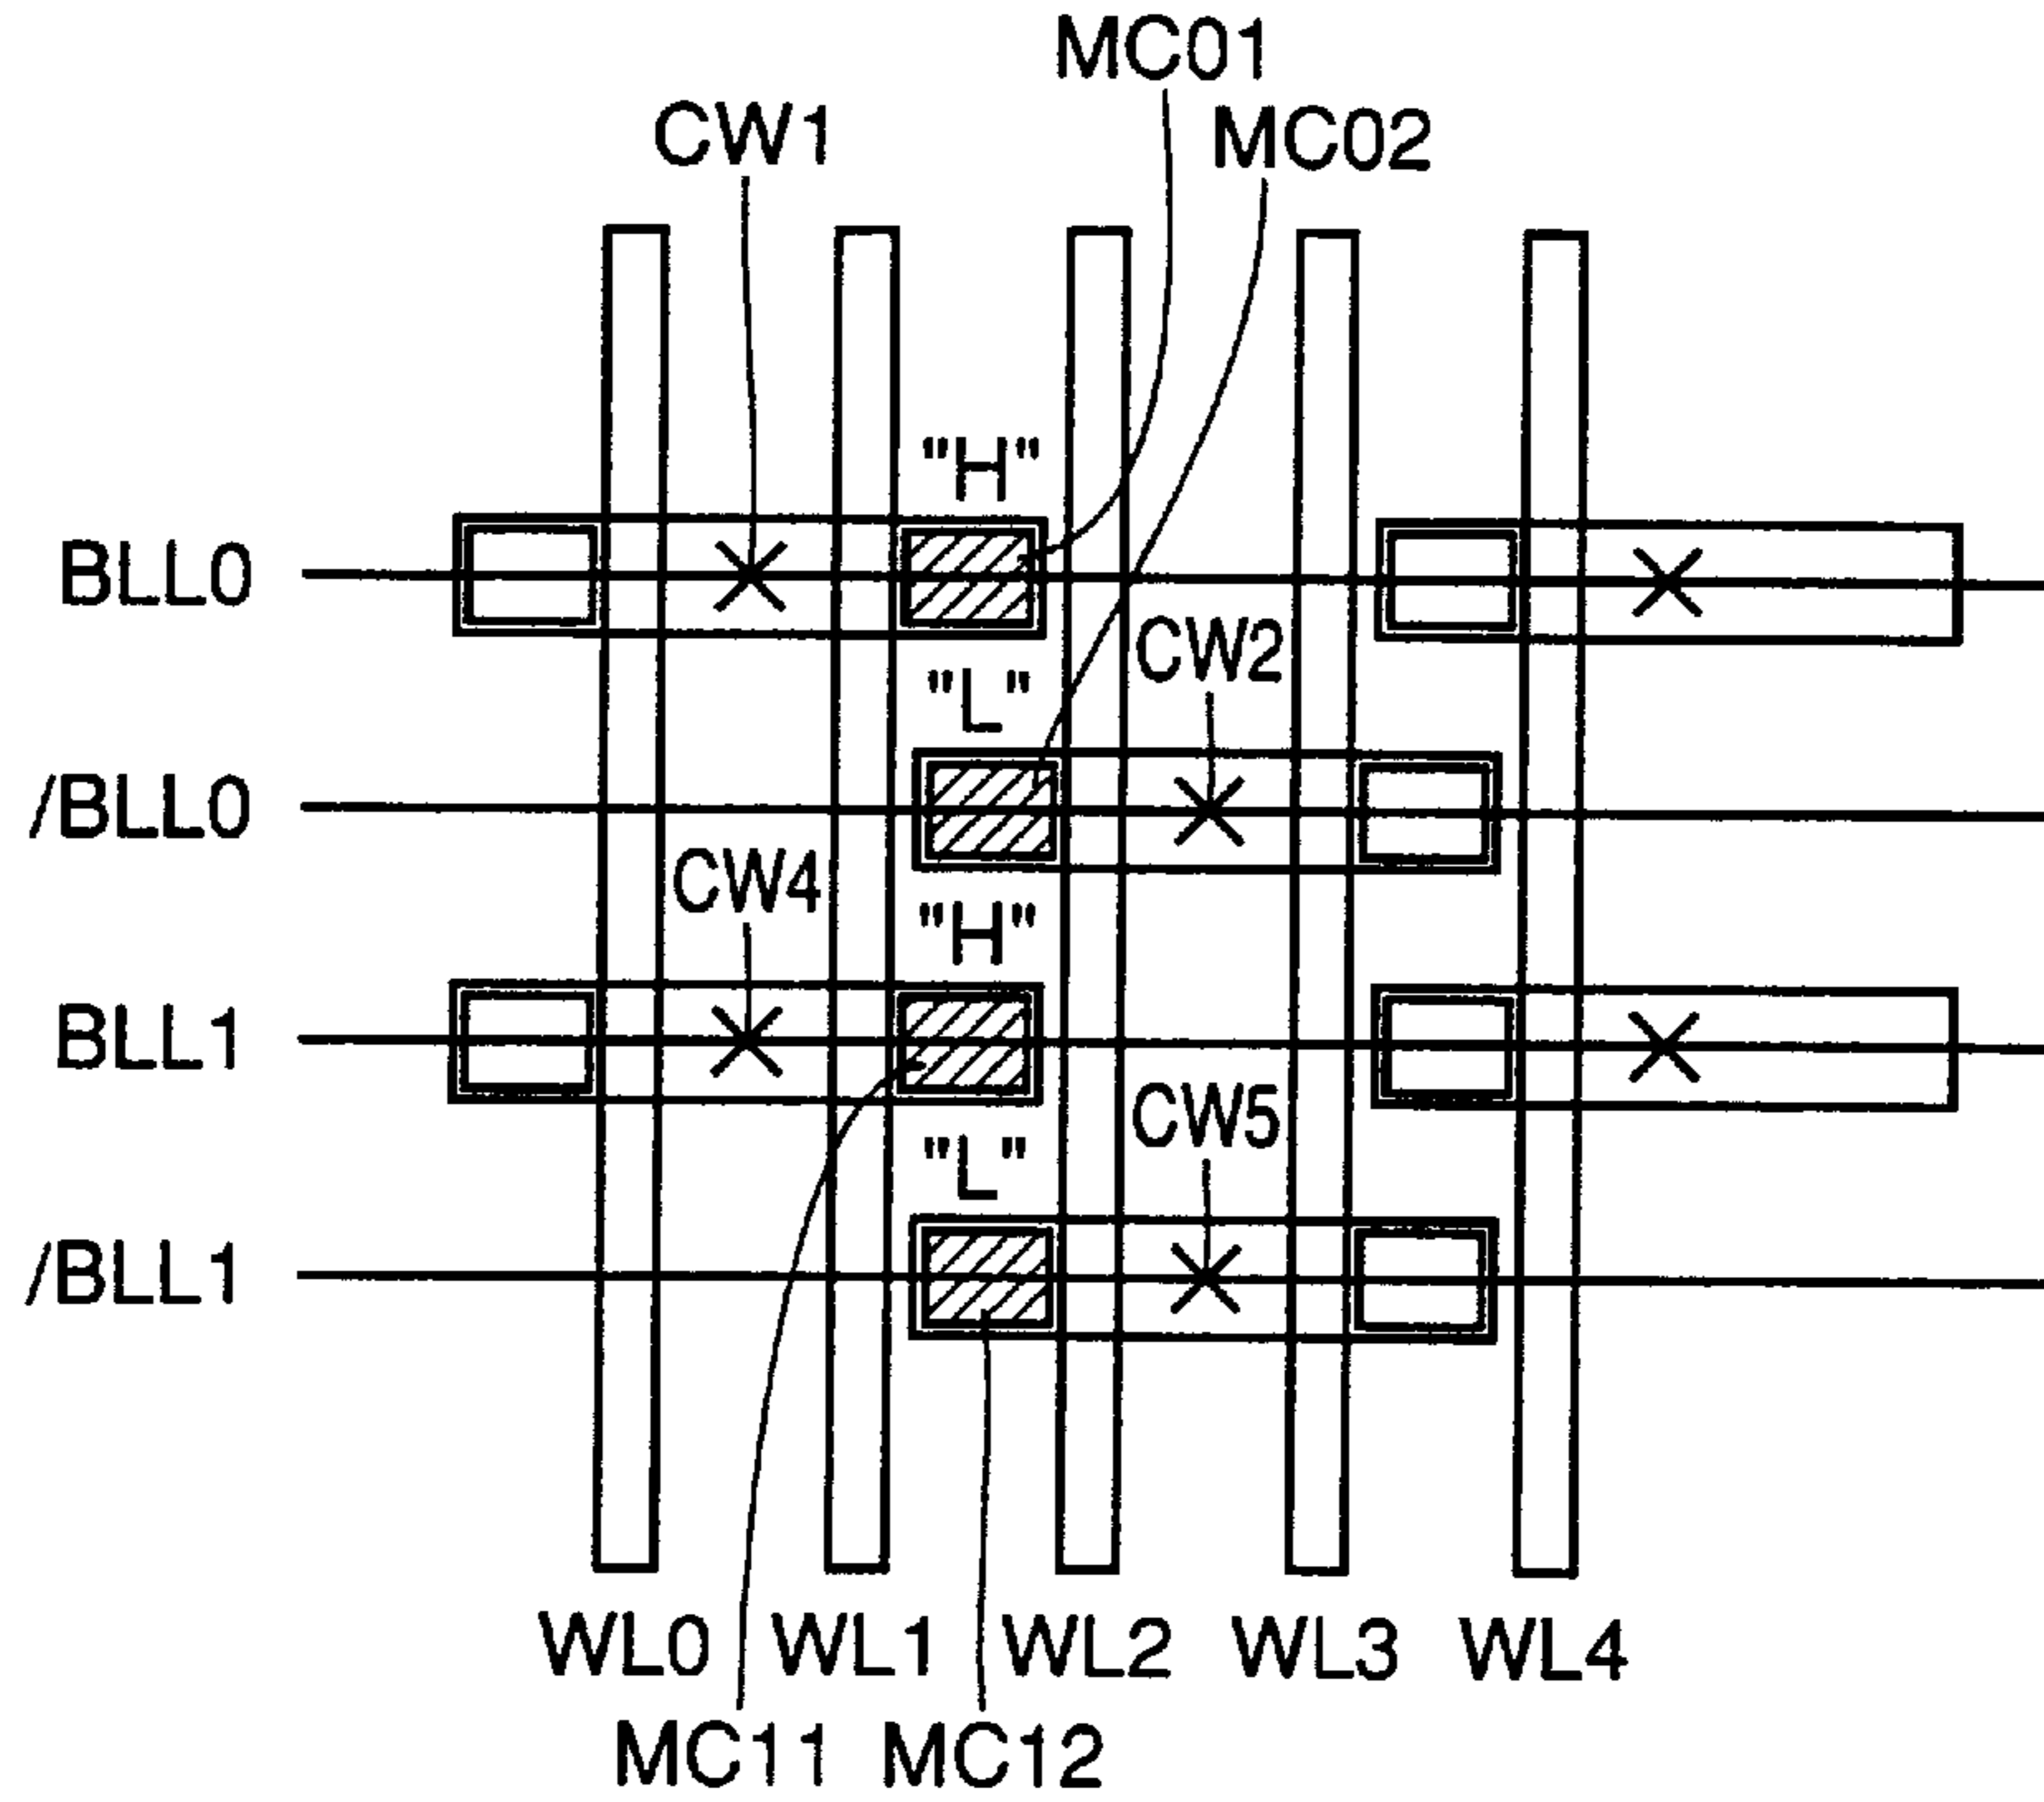 MC01
CW1
MC02
"H"
BLL0
CW2
"L"
/BLL0
CW4
"H"
BLL1
CW5
"L"
/BLL1
WL0 WL1 WL2 WL3 WL4
MC11 MC12